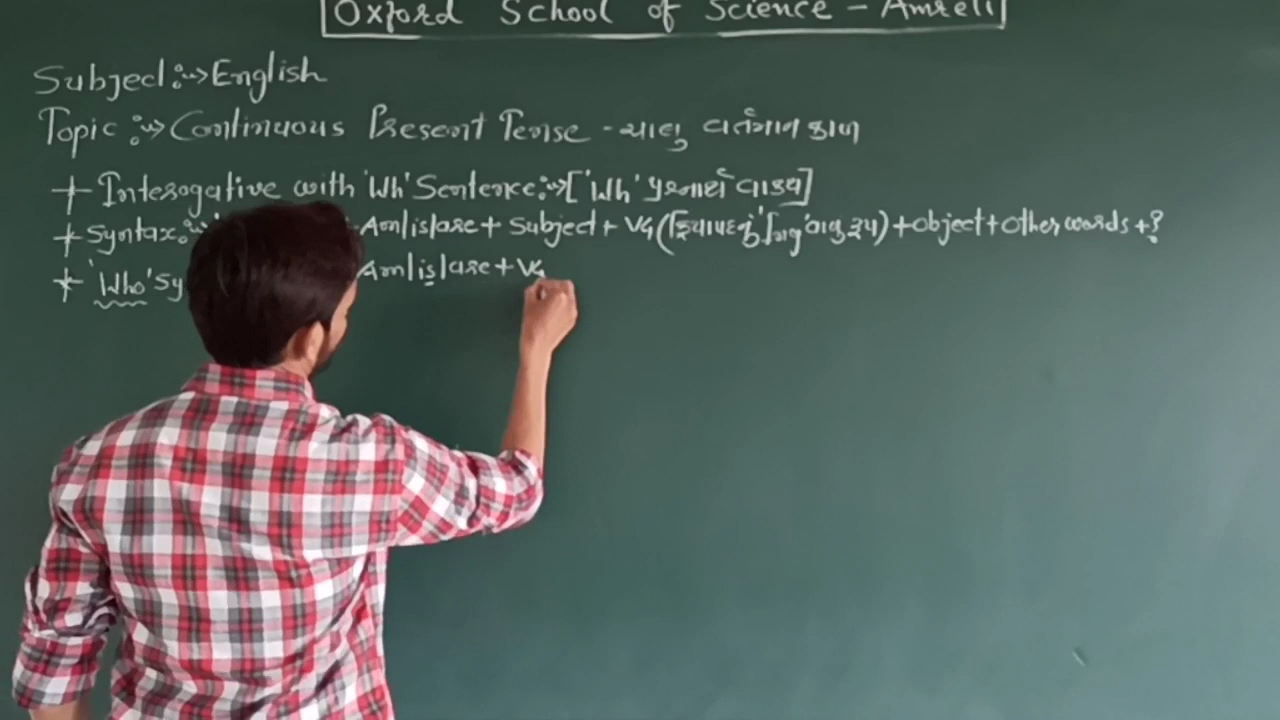 Oxford School of Science - Amreli
Subject :~> English
Topic :~> Continuous Present Tense - ચાલુ વર્તમાન કાળ
+ Interogative with 'Wh' Sentence :~> ['Wh' પ્રશ્નાર્થ વાક્ય]
+ Syntax :~> Am/is/are + Subject + V4 (ક્રિયાપદનું 'ing' વાળુ રૂપ) + object + other words + ?
+ 'Who' Sy Am/is/are + V4